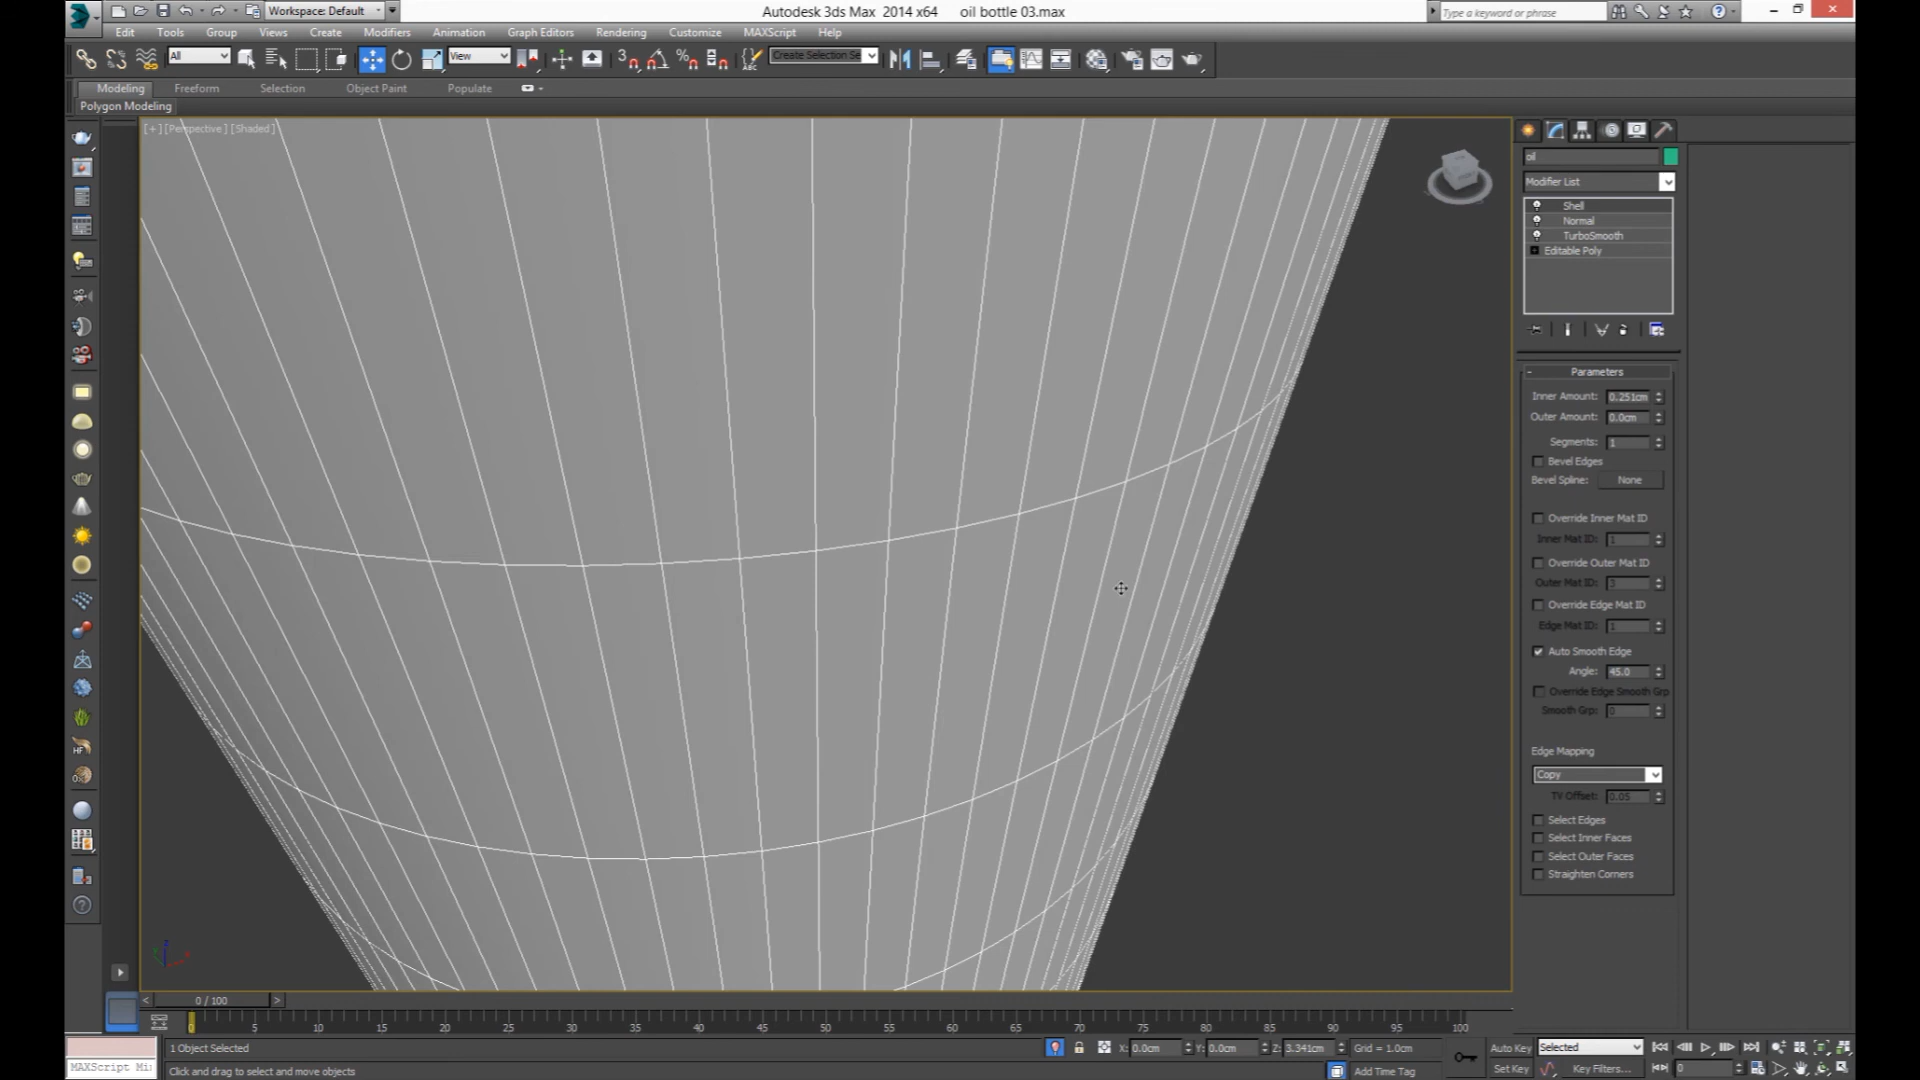 Workspace: Default
Autodesk 3ds Max 2014 x64 oil bottle 03.max
Type a keyword or phrase
Edit Tools Group Views Create Modifiers Animation Graph Editors Rendering Customize MAXScript Help
All
View
Create Selection Se
Modeling Freeform Selection Object Paint Populate
Polygon Modeling
[+] [Perspective] [Shaded]
oil
Modifier List
Shell
Normal
TurboSmooth
Editable Poly
Parameters
Inner Amount: 0.251cm
Outer Amount: 0.0cm
Segments: 1
Bevel Edges
Bevel Spline: None
Override Inner Mat ID
Inner Mat ID: 1
Override Outer Mat ID
Outer Mat ID: 3
Override Edge Mat ID
Edge Mat ID: 1
Auto Smooth Edge
Angle: 45.0
Override Edge Smooth Grp
Smooth Grp: 0
Edge Mapping
Copy
TV Offset: 0.05
Select Edges
Select Inner Faces
Select Outer Faces
Straighten Corners
0 / 100
0 5 10 15 20 25 30 35 40 45 50 55 60 65 70 75 80 85 90 95 100
1 Object Selected X: 0.0cm Y: 0.0cm Z: 3.341cm Grid = 1.0cm Auto Key Selected
MAXScript Mi Click and drag to select and move objects Add Time Tag Set Key Key Filters... 0